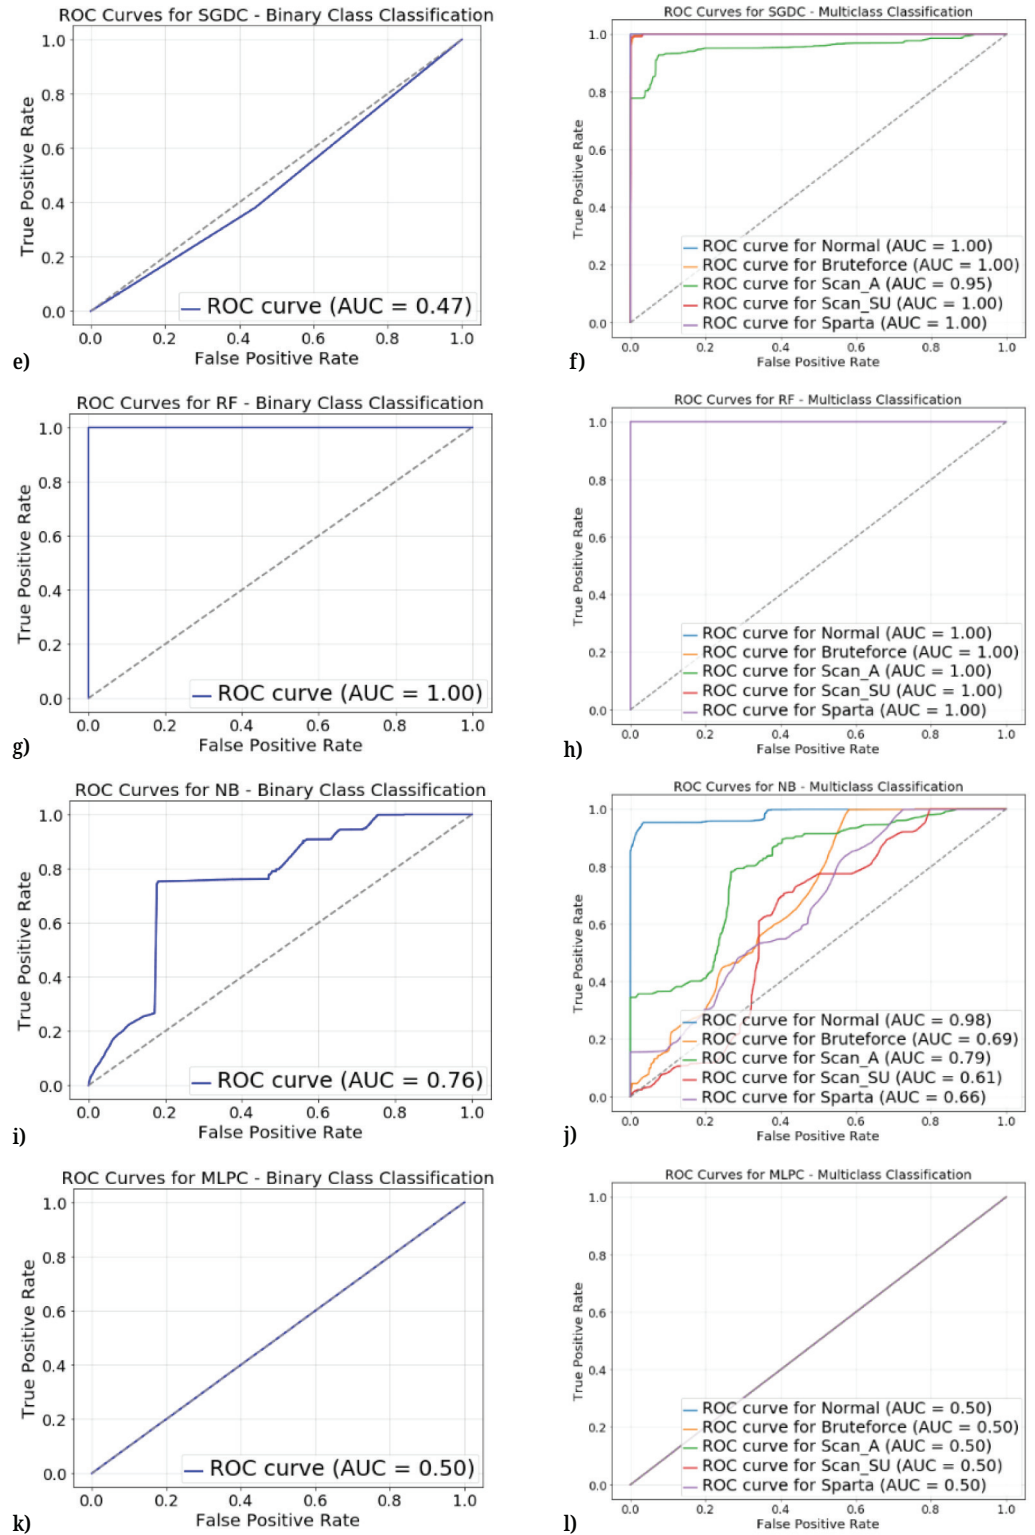 ROC Curves for SGDC - Binary Class Classification
True Positive Rate
1.0
0.8
0.6
0.4
0.2
0.0
ROC curve (AUC = 0.47)
0.0 0.2 0.4 0.6 0.8 1.0
False Positive Rate
e)
ROC Curves for SGDC - Multiclass Classification
True Positive Rate
1.0
0.8
0.6
0.4
0.2
0.0
ROC curve for Normal (AUC = 1.00)
ROC curve for Bruteforce (AUC = 1.00)
ROC curve for Scan_A (AUC = 0.95)
ROC curve for Scan_SU (AUC = 1.00)
ROC curve for Sparta (AUC = 1.00)
0.0 0.2 0.4 0.6 0.8 1.0
False Positive Rate
f)
ROC Curves for RF - Binary Class Classification
True Positive Rate
1.0
0.8
0.6
0.4
0.2
0.0
ROC curve (AUC = 1.00)
0.0 0.2 0.4 0.6 0.8 1.0
False Positive Rate
g)
ROC Curves for RF - Multiclass Classification
True Positive Rate
1.0
0.8
0.6
0.4
0.2
0.0
ROC curve for Normal (AUC = 1.00)
ROC curve for Bruteforce (AUC = 1.00)
ROC curve for Scan_A (AUC = 1.00)
ROC curve for Scan_SU (AUC = 1.00)
ROC curve for Sparta (AUC = 1.00)
0.0 0.2 0.4 0.6 0.8 1.0
False Positive Rate
h)
ROC Curves for NB - Binary Class Classification
True Positive Rate
1.0
0.8
0.6
0.4
0.2
0.0
ROC curve (AUC = 0.76)
0.0 0.2 0.4 0.6 0.8 1.0
False Positive Rate
i)
ROC Curves for NB - Multiclass Classification
True Positive Rate
1.0
0.8
0.6
0.4
0.2
0.0
ROC curve for Normal (AUC = 0.98)
ROC curve for Bruteforce (AUC = 0.69)
ROC curve for Scan_A (AUC = 0.79)
ROC curve for Scan_SU (AUC = 0.61)
ROC curve for Sparta (AUC = 0.66)
0.0 0.2 0.4 0.6 0.8 1.0
False Positive Rate
j)
ROC Curves for MLPC - Binary Class Classification
True Positive Rate
1.0
0.8
0.6
0.4
0.2
0.0
ROC curve (AUC = 0.50)
0.0 0.2 0.4 0.6 0.8 1.0
False Positive Rate
k)
ROC Curves for MLPC - Multiclass Classification
True Positive Rate
1.0
0.8
0.6
0.4
0.2
0.0
ROC curve for Normal (AUC = 0.50)
ROC curve for Bruteforce (AUC = 0.50)
ROC curve for Scan_A (AUC = 0.50)
ROC curve for Scan_SU (AUC = 0.50)
ROC curve for Sparta (AUC = 0.50)
0.0 0.2 0.4 0.6 0.8 1.0
False Positive Rate
l)